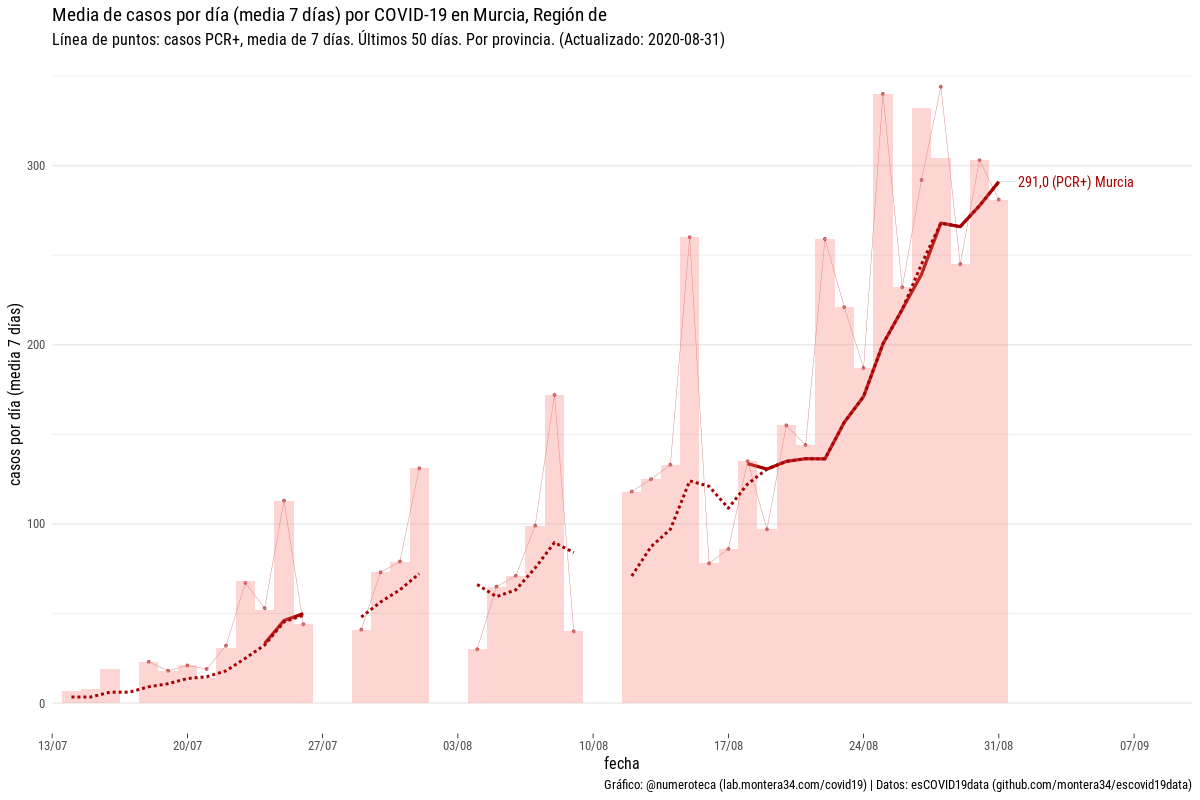 Media de casos por día (media 7 días) por COVID-19 en Murcia, Región de
Línea de puntos: casos PCR+, media de 7 días. Últimos 50 días. Por provincia. (Actualizado: 2020-08-31)
casos por día (media 7 días)
300
200
100
0
291,0 (PCR+) Murcia
13/07
20/07
27/07
03/08
10/08
17/08
24/08
31/08
07/09
fecha
Gráfico: @numeroteca (lab.montera34.com/covid19) | Datos: esCOVID19data (github.com/montera34/escovid19data)